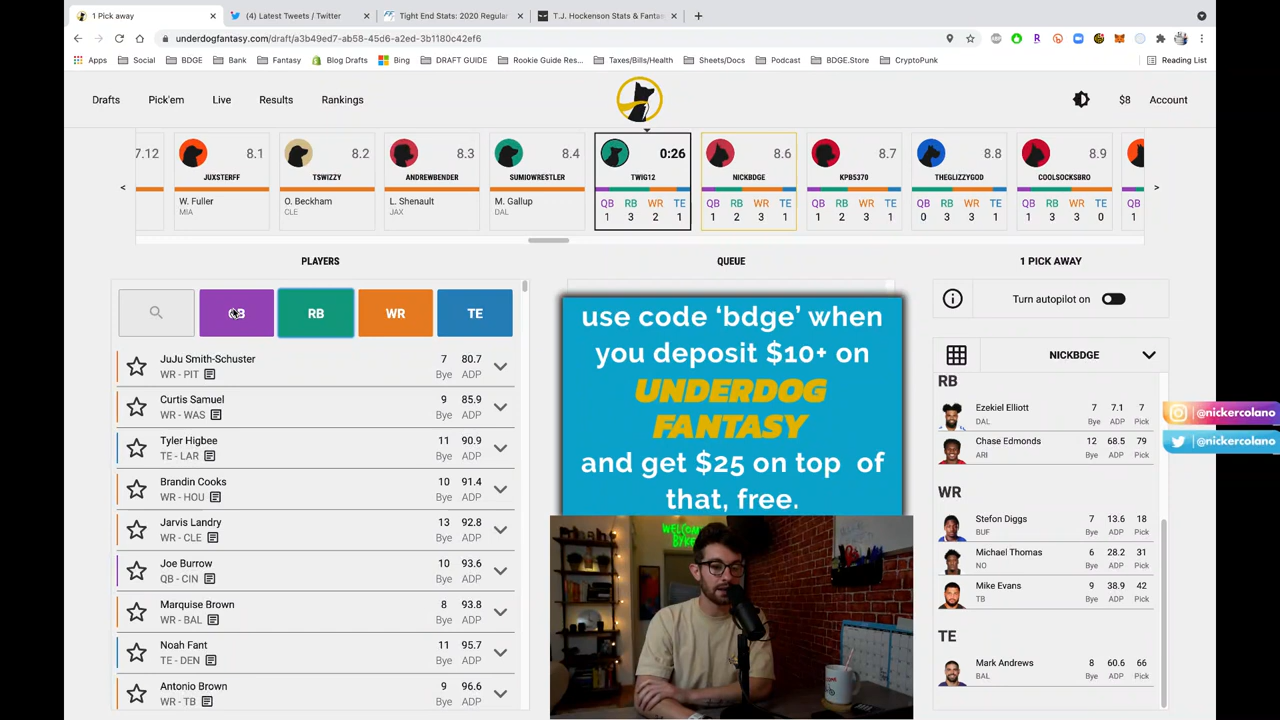 1 Pick away
(4) Latest Tweets / Twitter
Tight End Stats: 2020 Regular
T.J. Hockenson Stats & Fantas
underdogfantasy.com/draft/a3b49ed7-ab58-45d6-a2ed-3b1180c42ef6
Apps Social BDGE Bank Fantasy Blog Drafts Bing DRAFT GUIDE Rookie Guide Res... Taxes/Bills/Health Sheets/Docs Podcast BDGE.Store CryptoPunk Reading List
Drafts Pick'em Live Results Rankings $8 Account
7.12 8.1 8.2 8.3 8.4 0:26 8.6 8.7 8.8 8.9
JUXSTERFF TSWIZZY ANDREWBENDER SUMIOWRESTLER TWIG12 NICKBDGE KPB5370 THEGLIZZYGOD COOLSOCKSBRO
W. Fuller O. Beckham L. Shenault M. Gallup QB RB WR TE QB RB WR TE QB RB WR TE QB RB WR TE QB RB WR TE QB
MIA CLE JAX DAL 1 3 2 1 1 2 3 1 1 2 3 1 0 3 3 1 1 3 3 0 1
PLAYERS
QUEUE
1 PICK AWAY
QB RB WR TE
Turn autopilot on
NICKBDGE
JuJu Smith-Schuster 7 80.7
WR - PIT Bye ADP
Curtis Samuel 9 85.9
WR - WAS Bye ADP
Tyler Higbee 11 90.9
TE - LAR Bye ADP
Brandin Cooks 10 91.4
WR - HOU Bye ADP
Jarvis Landry 13 92.8
WR - CLE Bye ADP
Joe Burrow 10 93.6
QB - CIN Bye ADP
Marquise Brown 8 93.8
WR - BAL Bye ADP
Noah Fant 11 95.7
TE - DEN Bye ADP
Antonio Brown 9 96.6
WR - TB Bye ADP
use code ‘bdge’ when
you deposit $10+ on
UNDERDOG
FANTASY
and get $25 on top of
that, free.
WELCOME
RB
Ezekiel Elliott 7 7.1 7
DAL Bye ADP Pick
Chase Edmonds 12 68.5 79
ARI Bye ADP Pick
WR
Stefon Diggs 7 13.6 18
BUF Bye ADP Pick
Michael Thomas 6 28.2 31
NO Bye ADP Pick
Mike Evans 9 38.9 42
TB Bye ADP Pick
TE
Mark Andrews 8 60.6 66
BAL Bye ADP Pick
@nickercolano
@nickercolano